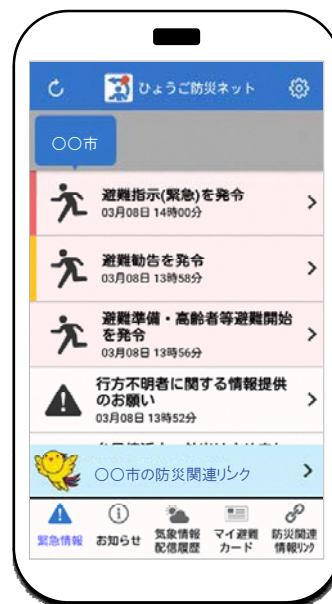 ひょうご防災ネット
〇〇市
避難指示(緊急)を発令
03月08日 14時00分
避難勧告を発令
03月08日 13時58分
避難準備・高齢者等避難開始
を発令
03月08日 13時56分
行方不明者に関する情報提供
のお願い
03月08日 13時52分
〇〇市の防災関連リンク
緊急情報
お知らせ
気象情報
配信履歴
マイ避難
カード
防災関連
情報リンク